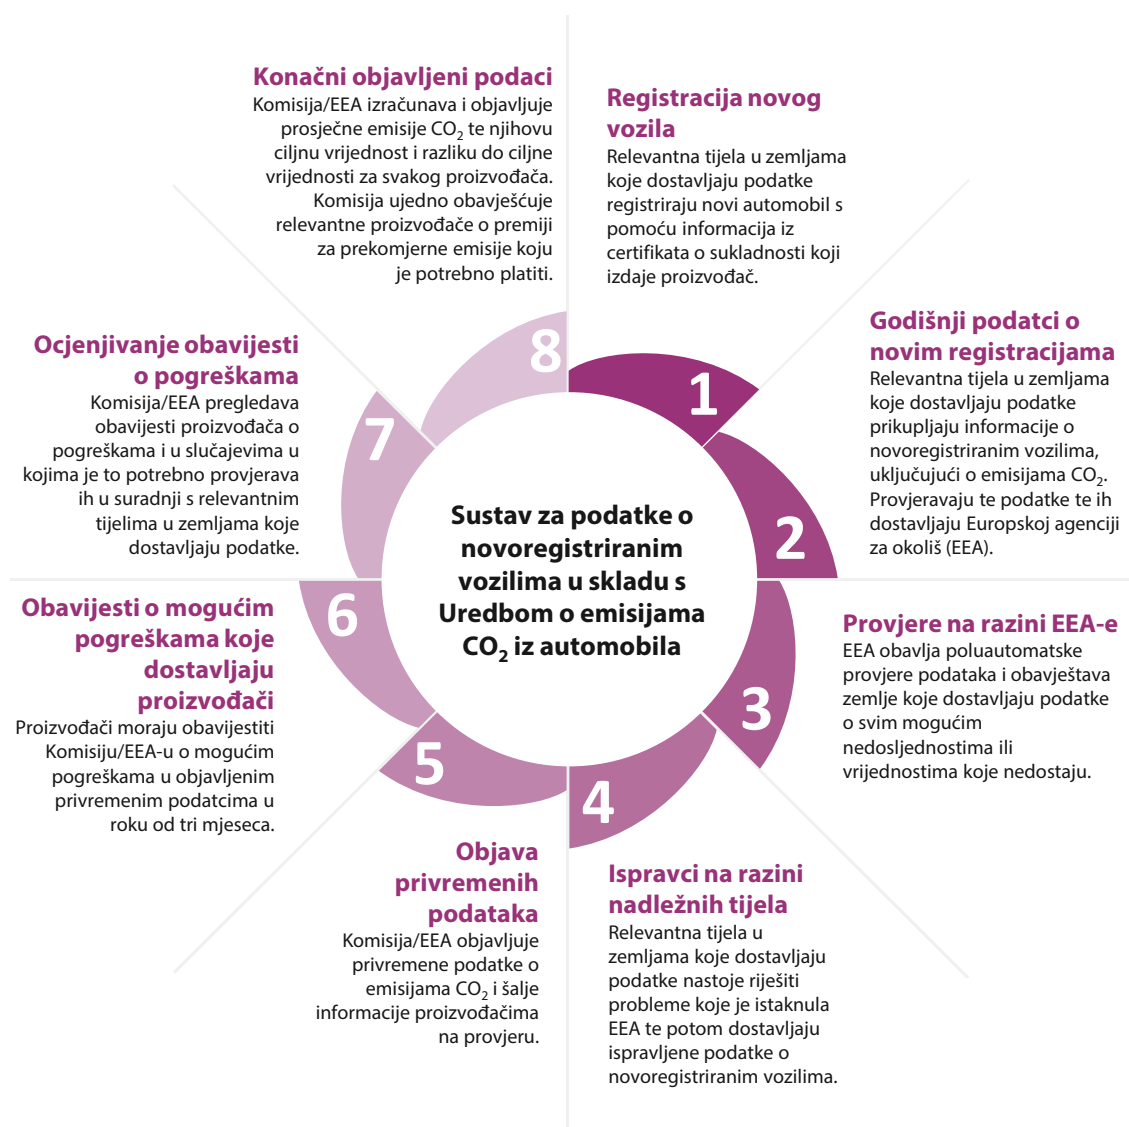 Sustav za podatke o
novoregistriranim
vozilima u skladu s
Uredbom o emisijama
CO₂ iz automobila
1
Registracija novog
vozila
Relevantna tijela u zemljama
koje dostavljaju podatke
registriraju novi automobil s
pomoću informacija iz
certifikata o sukladnosti koji
izdaje proizvođač.
2
Godišnji podatci o
novim registracijama
Relevantna tijela u zemljama
koje dostavljaju podatke
prikupljaju informacije o
novoregistriranim vozilima,
uključujući o emisijama CO₂.
Provjeravaju te podatke te ih
dostavljaju Europskoj agenciji
za okoliš (EEA).
3
Provjere na razini EEA-e
EEA obavlja poluautomatske
provjere podataka i obavještava
zemlje koje dostavljaju podatke
o svim mogućim
nedosljednostima ili
vrijednostima koje nedostaju.
4
Ispravci na razini
nadležnih tijela
Relevantna tijela u
zemljama koje dostavljaju
podatke nastoje riješiti
probleme koje je istaknula
EEA te potom dostavljaju
ispravljene podatke o
novoregistriranim vozilima.
5
Objava
privremenih
podataka
Komisija/EEA objavljuje
privremene podatke o
emisijama CO₂ i šalje
informacije proizvođačima
na provjeru.
6
Obavijesti o mogućim
pogreškama koje
dostavljaju
proizvođači
Proizvođači moraju obavijestiti
Komisiju/EEA-u o mogućim
pogreškama u objavljenim
privremenim podatcima u
roku od tri mjeseca.
7
Ocjenjivanje obavijesti
o pogreškama
Komisija/EEA pregledava
obavijesti proizvođača o
pogreškama i u slučajevima u
kojima je to potrebno provjerava
ih u suradnji s relevantnim
tijelima u zemljama koje
dostavljaju podatke.
8
Konačni objavljeni podaci
Komisija/EEA izračunava i objavljuje
prosječne emisije CO₂ te njihovu
ciljnu vrijednost i razliku do ciljne
vrijednosti za svakog proizvođača.
Komisija ujedno obavješćuje
relevantne proizvođače o premiji
za prekomjerne emisije koju
je potrebno platiti.